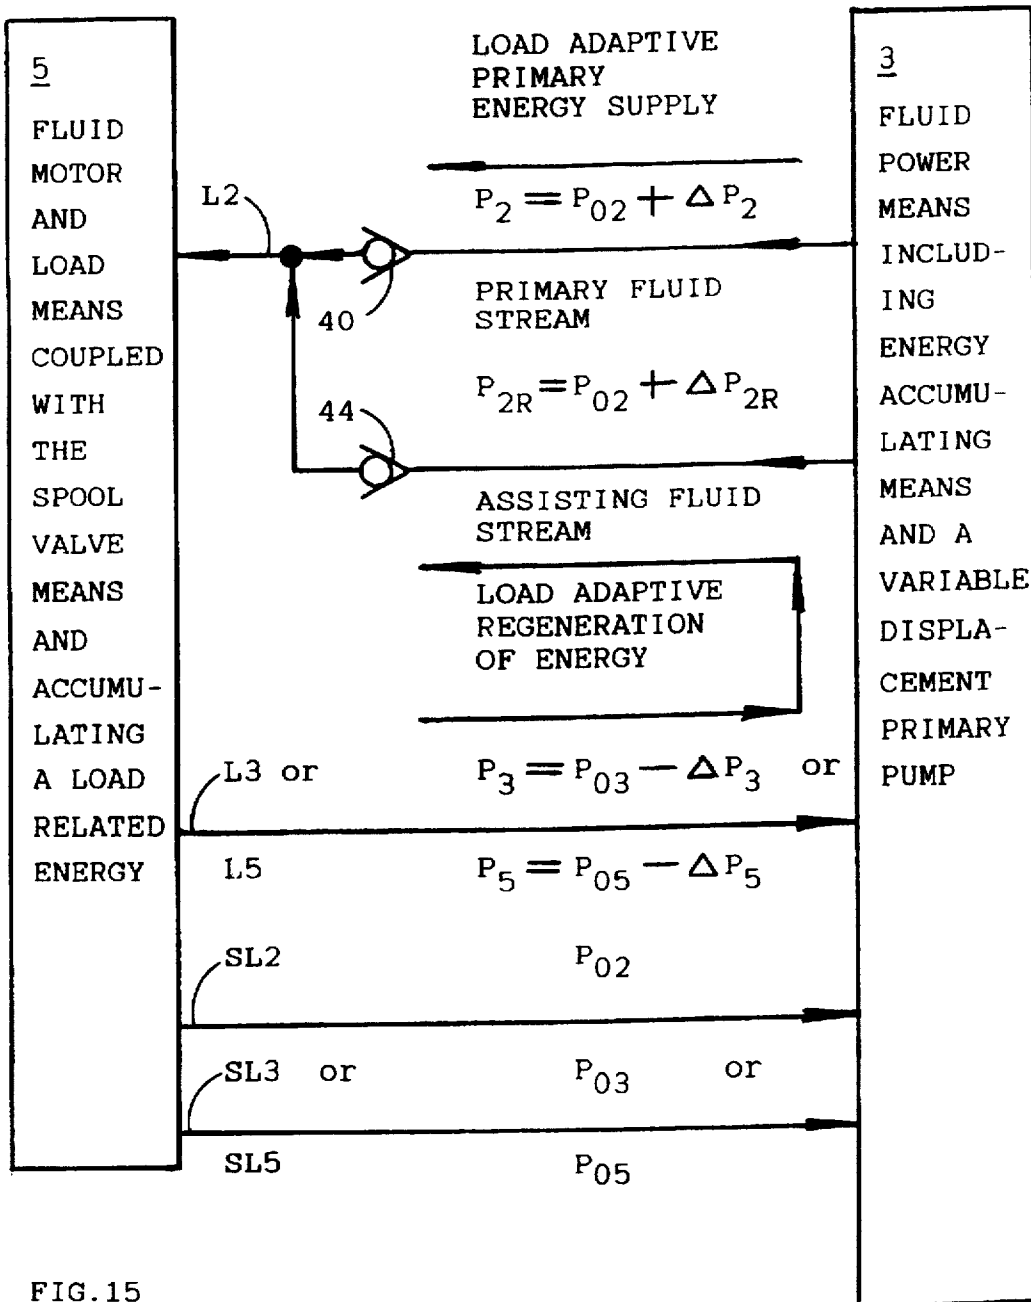 5
FLUID
MOTOR
AND
LOAD
MEANS
COUPLED
WITH
THE
SPOOL
VALVE
MEANS
AND
ACCUMU-
LATING
A LOAD
RELATED
ENERGY
LOAD ADAPTIVE
PRIMARY
ENERGY SUPPLY
P2 = P02 + ΔP2
L2
40
PRIMARY FLUID
STREAM
P2R = P02 + ΔP2R
44
ASSISTING FLUID
STREAM
LOAD ADAPTIVE
REGENERATION
OF ENERGY
L3 or
P3 = P03 − ΔP3 or
L5
P5 = P05 − ΔP5
SL2
P02
SL3 or
P03 or
SL5
P05
3
FLUID
POWER
MEANS
INCLUD-
ING
ENERGY
ACCUMU-
LATING
MEANS
AND A
VARIABLE
DISPLA-
CEMENT
PRIMARY
PUMP
FIG.15